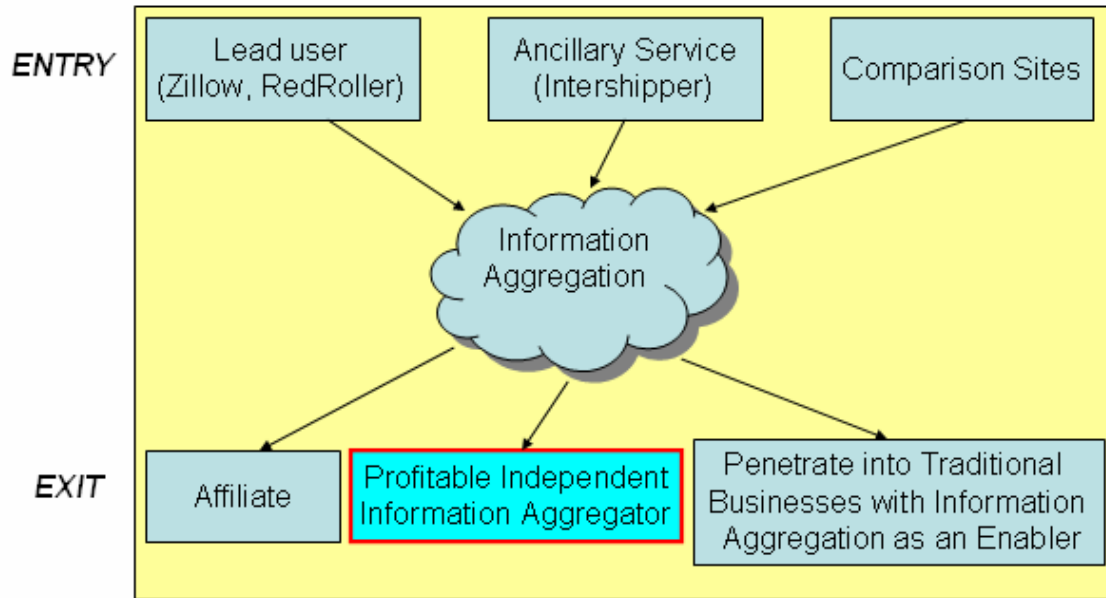 ENTRY
Lead user
(Zillow, RedRoller)
Ancillary Service
(Intershipper)
Comparison Sites
Information
Aggregation
EXIT
Affiliate
Profitable Independent
Information Aggregator
Penetrate into Traditional
Businesses with Information
Aggregation as an Enabler